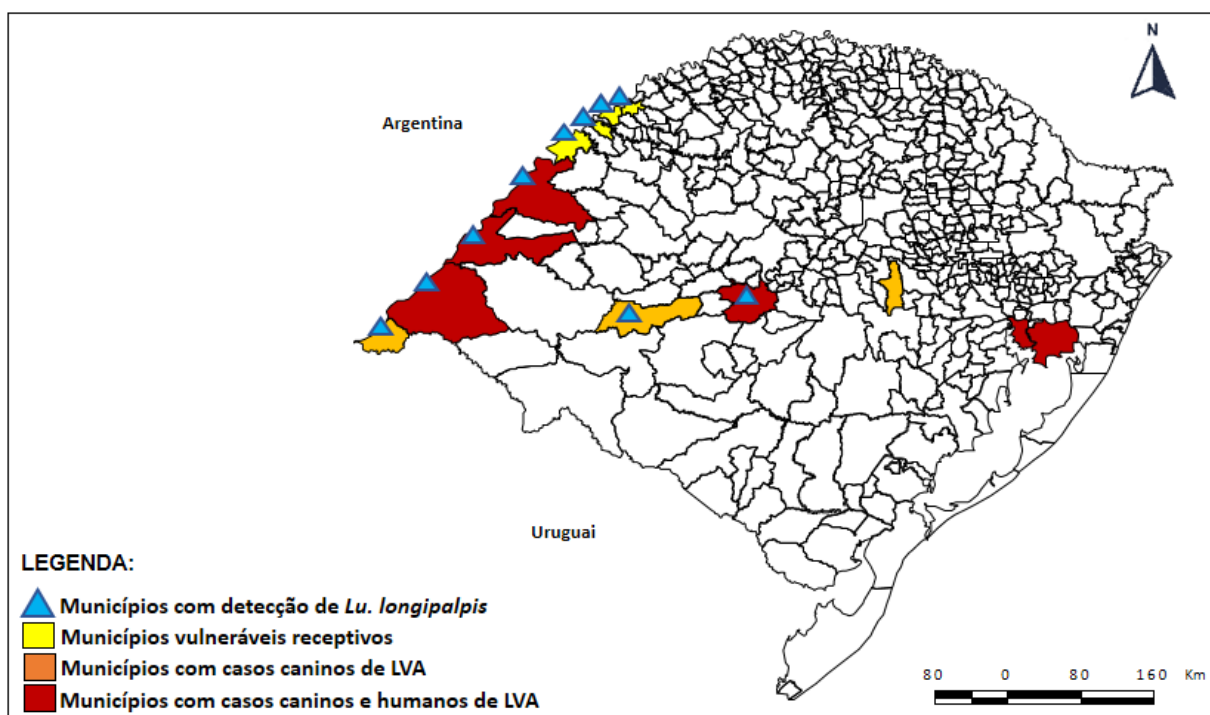 N
Argentina
Uruguai
LEGENDA:
Municípios com detecção de Lu. longipalpis
Municípios vulneráveis receptivos
Municípios com casos caninos de LVA
Municípios com casos caninos e humanos de LVA
80 0 80 160 Km